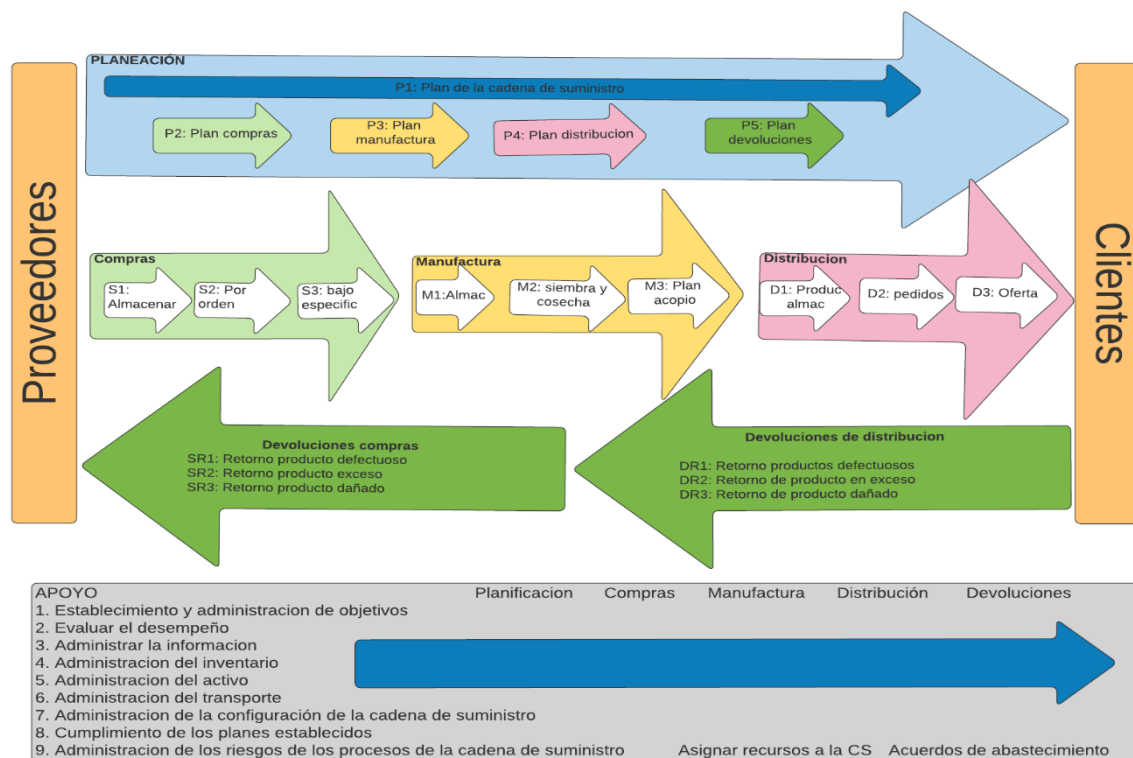 PLANEACIÓN
P1: Plan de la cadena de suministro
P2: Plan compras
P3: Plan
manufactura
P4: Plan distribucion
P5: Plan
devoluciones
Proveedores
Clientes
Compras
S1:
Almacenar
S2: Por
orden
S3: bajo
especific
Manufactura
M1:Almac
M2: siembra y
cosecha
M3: Plan
acopio
Distribucion
D1: Produc
almac
D2: pedidos
D3: Oferta
Devoluciones compras
SR1: Retorno producto defectuoso
SR2: Retorno producto exceso
SR3: Retorno producto dañado
Devoluciones de distribucion
DR1: Retorno productos defectuosos
DR2: Retorno de producto en exceso
DR3: Retorno de producto dañado
APOYO
Planificacion Compras Manufactura Distribución Devoluciones
1. Establecimiento y administracion de objetivos
2. Evaluar el desempeño
3. Administrar la informacion
4. Administracion del inventario
5. Administracion del activo
6. Administracion del transporte
7. Administracion de la configuración de la cadena de suministro
8. Cumplimiento de los planes establecidos
9. Administracion de los riesgos de los procesos de la cadena de suministro
Asignar recursos a la CS
Acuerdos de abastecimiento